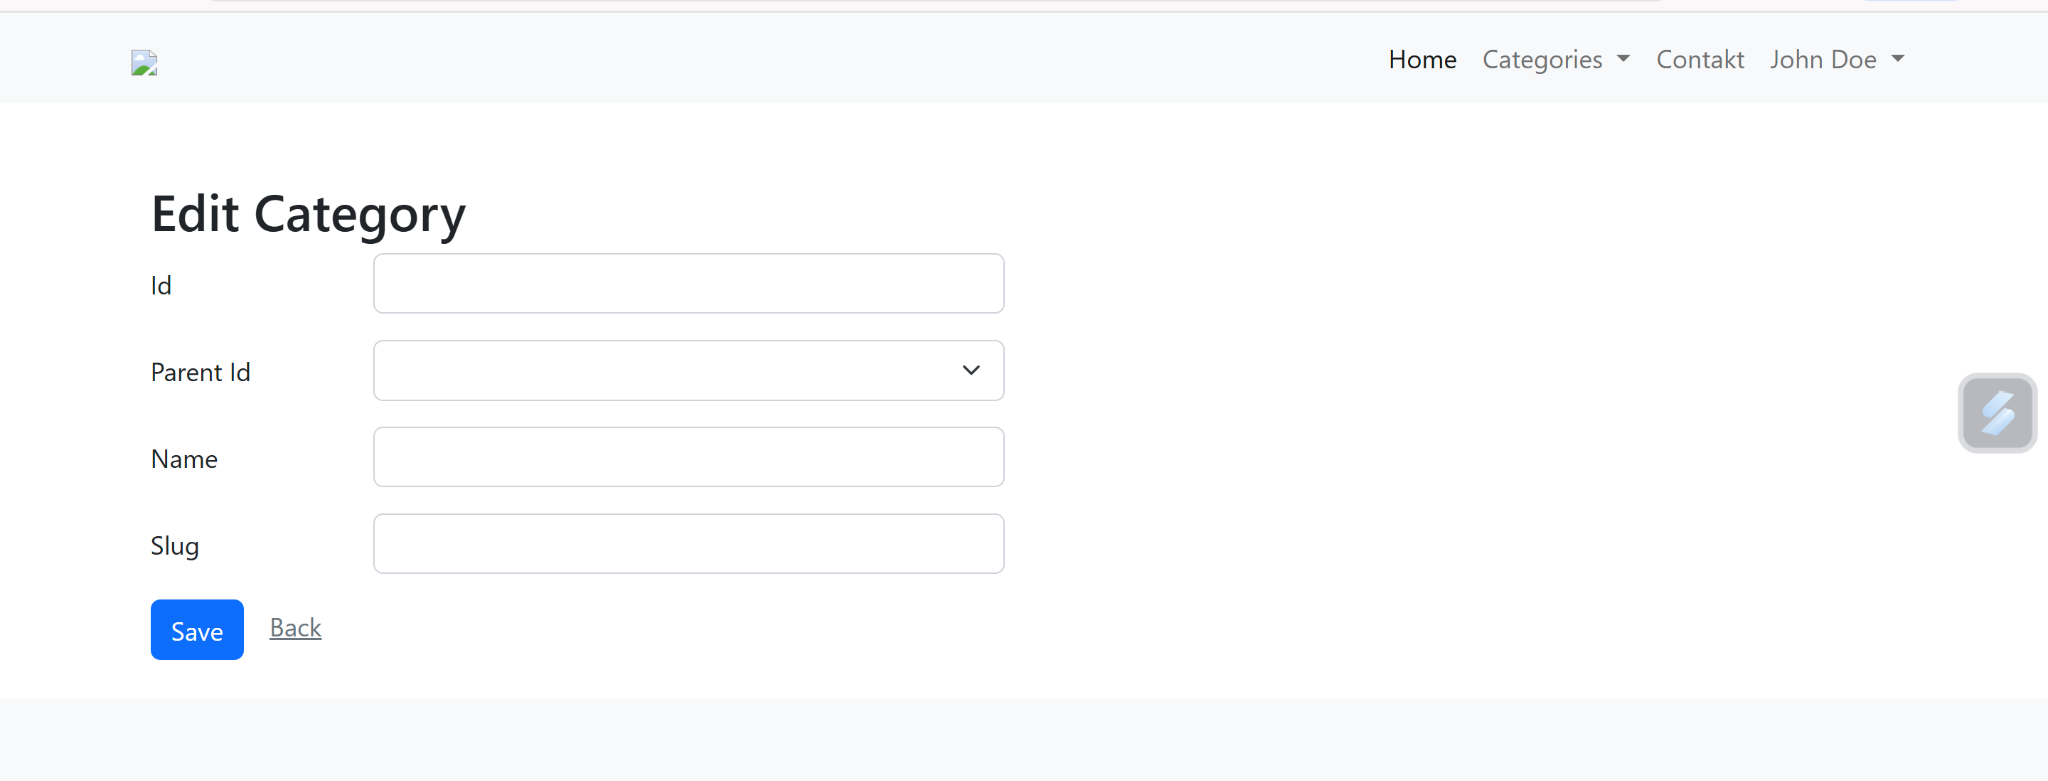 Home Categories Contakt John Doe
Edit Category
Id
Parent Id
Name
Slug
Save Back